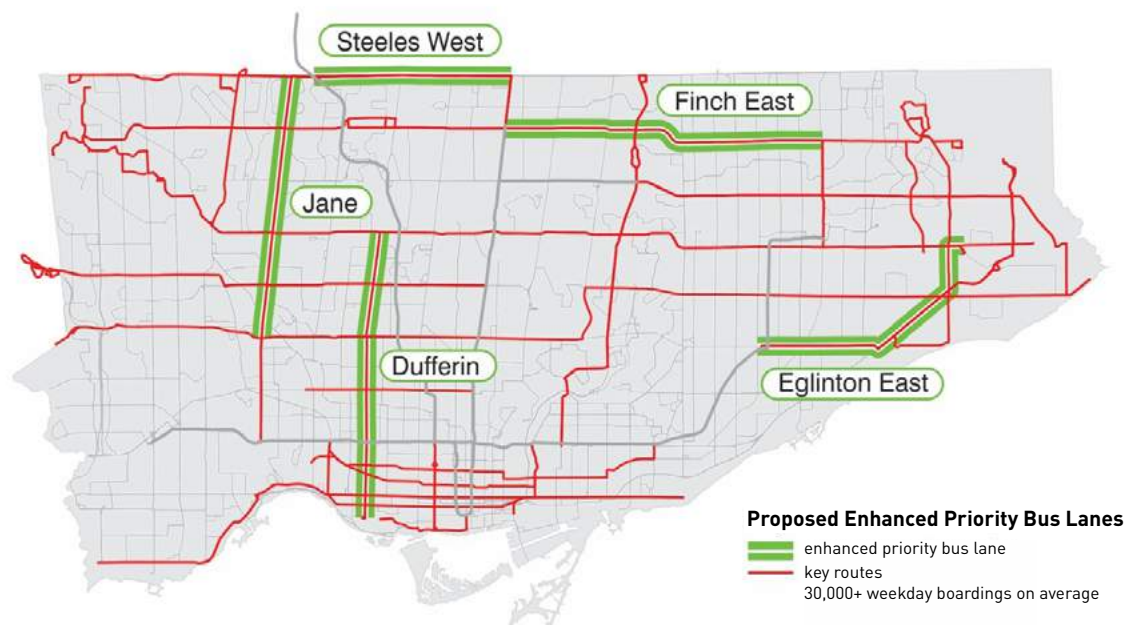 Steeles West
Finch East
Jane
Dufferin
Eglinton East
Proposed Enhanced Priority Bus Lanes
enhanced priority bus lane
key routes
30,000+ weekday boardings on average